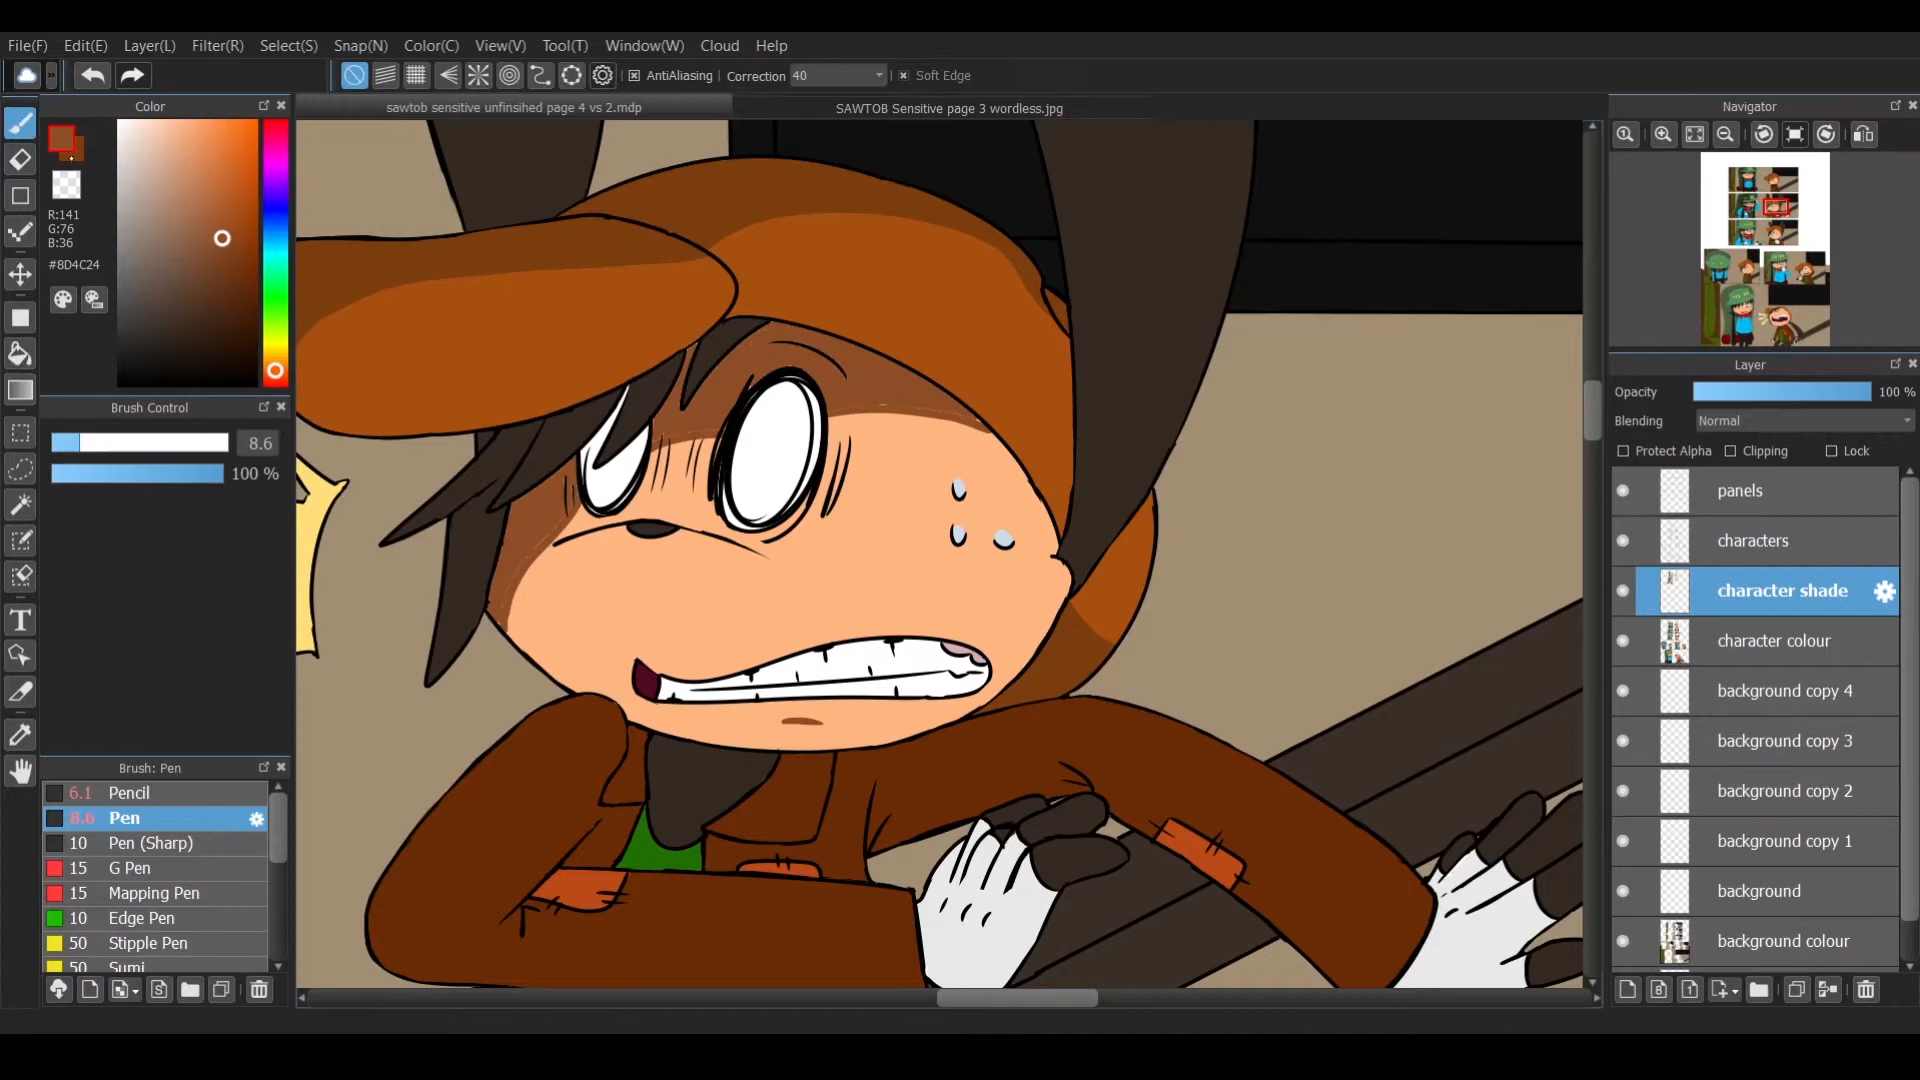 File(F) Edit(E) Layer(L) Filter(R) Select(S) Snap(N) Color(C) View(V) Tool(T) Window(W) Cloud Help
AntiAliasing Correction 40 Soft Edge
Color
sawtob sensitive unfinsihed page 4 vs 2.mdp
SAWTOB Sensitive page 3 wordless.jpg
Navigator
R:141
G:76
B:36
#8D4C24
Layer
Opacity 100 %
Blending Normal
Protect Alpha Clipping Lock
Brush Control
8.6
100 %
panels
characters
character shade
character colour
background copy 4
background copy 3
background copy 2
background copy 1
background
background colour
Brush: Pen
6.1 Pencil
8.6 Pen
10 Pen (Sharp)
15 G Pen
15 Mapping Pen
10 Edge Pen
50 Stipple Pen
50 Sumi